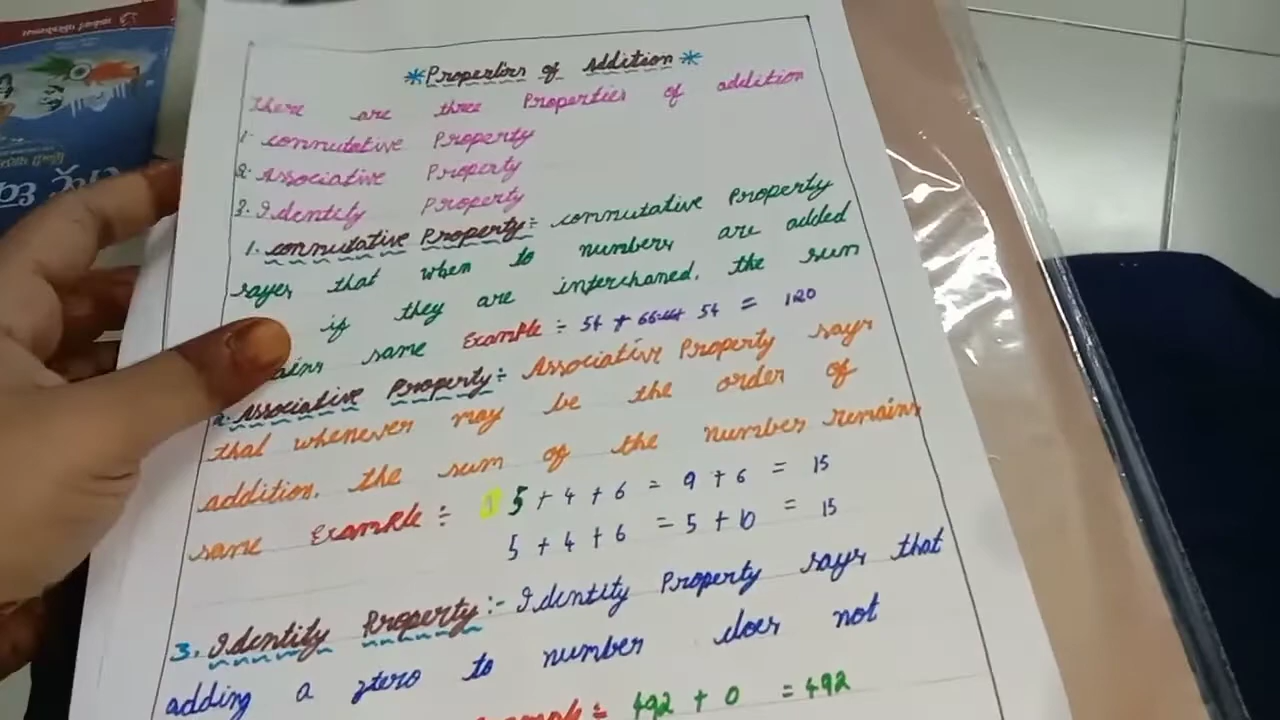 * Properties of Addition *
There are three Properties of addition
1. commutative Property
2. Associative Property
3. Identity Property
1. commutative Property:- commutative Property
sayes that when to numbers are added
if they are interchaned. the sum
ains same Example :- 54 + 66 = 54 = 120
2. Associative Property:- Associative Property says
that whenever may be the order of
addition. the sum of the number remains
same Example :- 5 + 4 + 6 = 9 + 6 = 15
5 + 4 + 6 = 5 + 10 = 15
3. Identity Property:- Identity Property says that
adding a zero to number does not
492 + 0 = 492